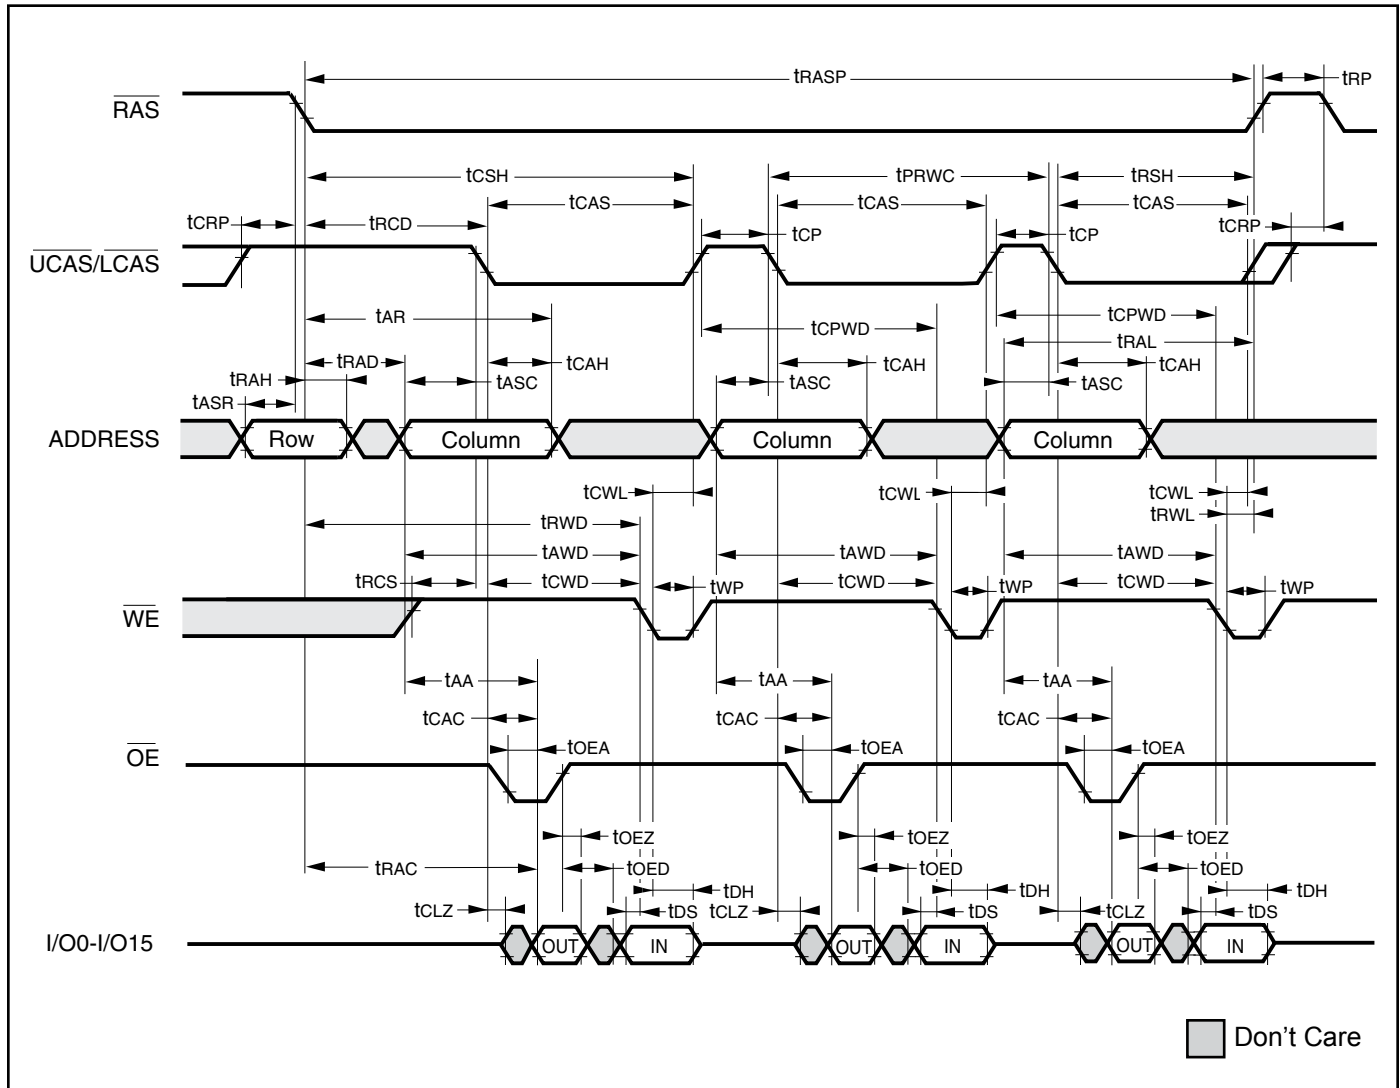 tRASP
tRP
RAS
tCSH
tPRWC
tRSH
tCAS
tCAS
tCAS
tCRP
tRCD
tCP
tCP
tCRP
UCAS/LCAS
tAR
tCPWD
tCPWD
tRAL
tRAD
tCAH
tCAH
tCAH
tRAH
tASC
tASC
tASC
tASR
ADDRESS
Row
Column
Column
Column
tCWL
tCWL
tCWL
tRWL
tRWD
tAWD
tAWD
tAWD
tRCS
tCWD
tWP
tCWD
tWP
tCWD
tWP
WE
tAA
tAA
tAA
tCAC
tCAC
tCAC
OE
tOEA
tOEA
tOEA
tOEZ
tOEZ
tOEZ
tRAC
tOED
tOED
tOED
tDH
tDH
tDH
tCLZ
tDS
tCLZ
tDS
tCLZ
tDS
I/O0-I/O15
OUT
IN
OUT
IN
OUT
IN
Don't Care